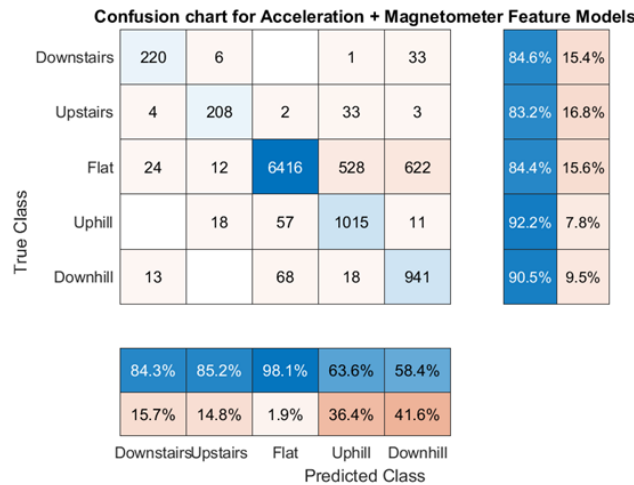 Confusion chart for Acceleration + Magnetometer Feature Models
Downstairs 220 6 1 33 84.6% 15.4%
Upstairs 4 208 2 33 3 83.2% 16.8%
Flat 24 12 6416 528 622 84.4% 15.6%
Uphill 18 57 1015 11 92.2% 7.8%
Downhill 13 68 18 941 90.5% 9.5%
True Class
84.3% 85.2% 98.1% 63.6% 58.4%
15.7% 14.8% 1.9% 36.4% 41.6%
Downstairs Upstairs Flat Uphill Downhill
Predicted Class